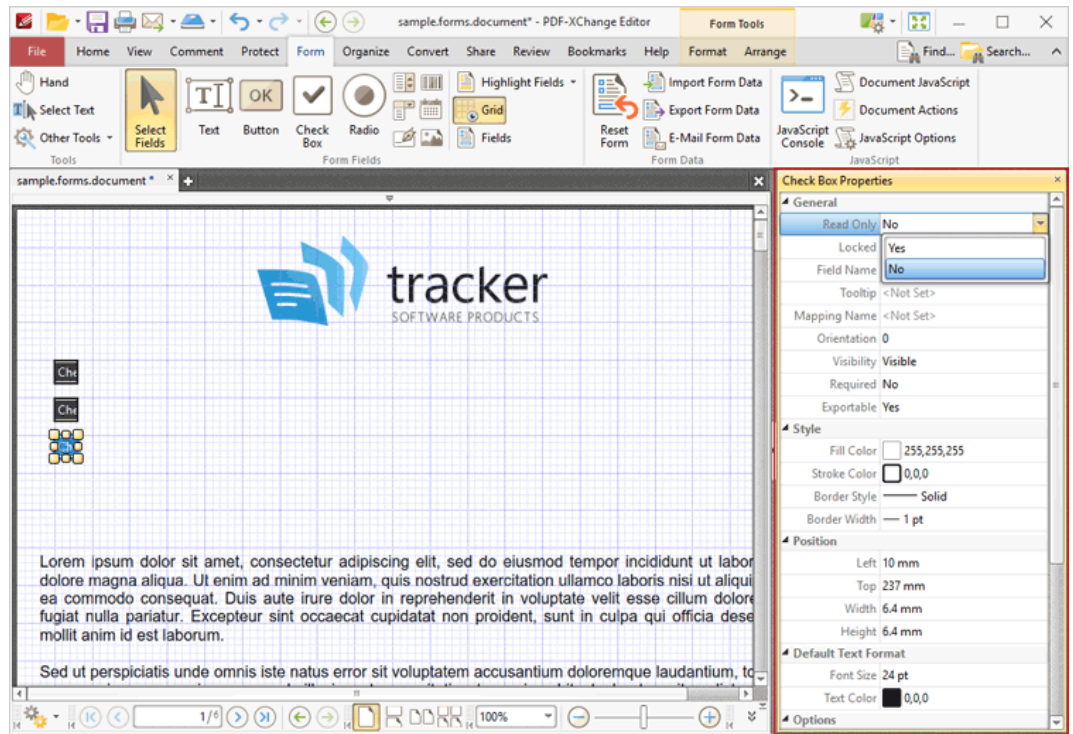 sample.forms.document* - PDF-XChange Editor
Form Tools
File Home View Comment Protect Form Organize Convert Share Review Bookmarks Help Format Arrange Find... Search...
Hand
Select Text
Other Tools
Tools
Select Fields
Text
Button
OK
Check Box
Radio
Highlight Fields
Grid
Fields
Form Fields
Reset Form
Import Form Data
Export Form Data
E-Mail Form Data
Form Data
JavaScript Console
Document JavaScript
Document Actions
JavaScript Options
JavaScript
sample.forms.document *
tracker
SOFTWARE PRODUCTS
Che
Che
Lorem ipsum dolor sit amet, consectetur adipiscing elit, sed do eiusmod tempor incididunt ut labor
dolore magna aliqua. Ut enim ad minim veniam, quis nostrud exercitation ullamco laboris nisi ut aliqui
ea commodo consequat. Duis aute irure dolor in reprehenderit in voluptate velit esse cillum dolore
fugiat nulla pariatur. Excepteur sint occaecat cupidatat non proident, sunt in culpa qui officia dese
mollit anim id est laborum.
Sed ut perspiciatis unde omnis iste natus error sit voluptatem accusantium doloremque laudantium, to
1/6
100%
Check Box Properties
General
Read Only No
Yes
No
Locked
Field Name
Tooltip <Not Set>
Mapping Name <Not Set>
Orientation 0
Visibility Visible
Required No
Exportable Yes
Style
Fill Color 255,255,255
Stroke Color 0,0,0
Border Style Solid
Border Width 1 pt
Position
Left 10 mm
Top 237 mm
Width 6.4 mm
Height 6.4 mm
Default Text Format
Font Size 24 pt
Text Color 0,0,0
Options